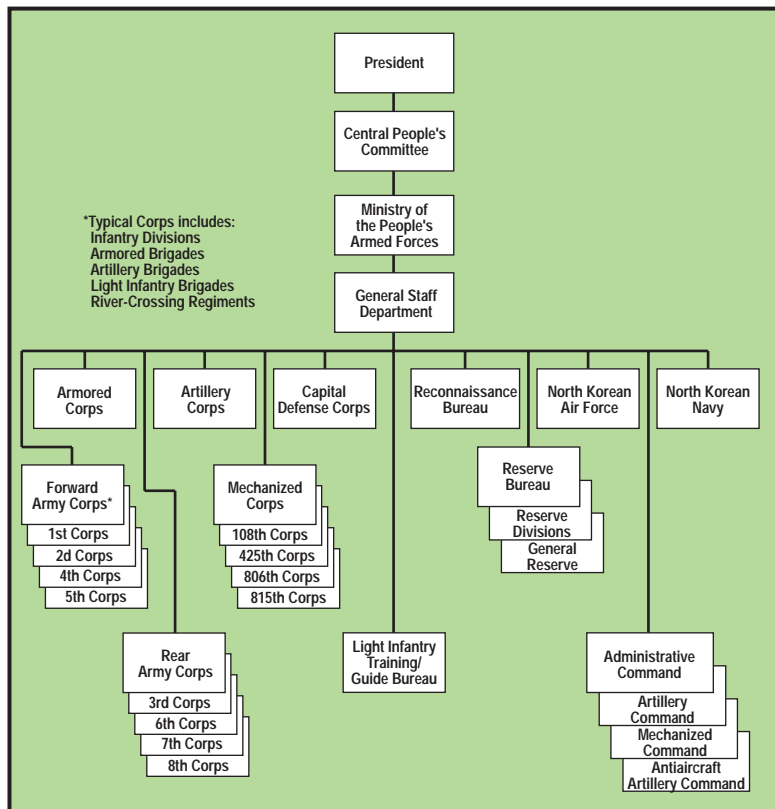 President
Central People's
Committee
Ministry of
the People's
Armed Forces
*Typical Corps includes:
Infantry Divisions
Armored Brigades
Artillery Brigades
Light Infantry Brigades
River-Crossing Regiments
General Staff
Department
Armored
Corps
Artillery
Corps
Capital
Defense Corps
Reconnaissance
Bureau
North Korean
Air Force
North Korean
Navy
Forward
Army Corps*
1st Corps
2d Corps
4th Corps
5th Corps
Mechanized
Corps
108th Corps
425th Corps
806th Corps
815th Corps
Reserve
Bureau
Reserve
Divisions
General
Reserve
Rear
Army Corps
3rd Corps
6th Corps
7th Corps
8th Corps
Light Infantry
Training/
Guide Bureau
Administrative
Command
Artillery
Command
Mechanized
Command
Antiaircraft
Artillery Command